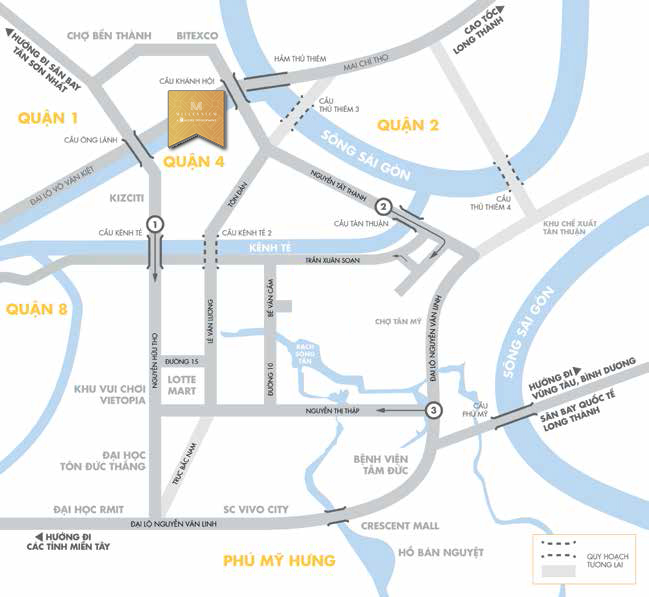 CAO TỐC
LONG THÀNH
HƯỚNG ĐI SÂN BAY
TÂN SƠN NHẤT
CHỢ BẾN THÀNH
BITEXCO
HẦM THỦ THIÊM
MAI CHÍ THỌ
CẦU KHÁNH HỘI
CẦU
THỦ THIÊM 3
MILLENNIUM
QUẬN 1
QUẬN 2
SÔNG SÀI GÒN
CẦU ÔNG LÃNH
QUẬN 4
ĐẠI LỘ VÕ VĂN KIỆT
KIZCITI
TÔN ĐẢN
NGUYỄN TẤT THÀNH
CẦU
THỦ THIÊM 4
2
1
CẦU TÂN THUẬN
KHU CHẾ XUẤT
TÂN THUẬN
CẦU KÊNH TẺ
CẦU KÊNH TẺ 2
KÊNH TẺ
TRẦN XUÂN SOẠN
QUẬN 8
BẾ VĂN CẤM
LÊ VĂN LƯƠNG
NGUYỄN HỮU THỌ
CHỢ TÂN MỸ
ĐẠI LỘ NGUYỄN VĂN LINH
SÔNG SÀI GÒN
RẠCH
SÔNG
TÂN
ĐƯỜNG 15
ĐƯỜNG 10
LOTTE
MART
KHU VUI CHƠI
VIETOPIA
HƯỚNG ĐI
VŨNG TÀU, BÌNH DƯƠNG
NGUYỄN THỊ THẬP
3
CẦU
PHÚ MỸ
SÂN BAY QUỐC TẾ
LONG THÀNH
ĐẠI HỌC
TÔN ĐỨC THẮNG
TRỤC BẮC NAM
BỆNH VIỆN
TÂM ĐỨC
ĐẠI HỌC RMIT
SC VIVO CITY
ĐẠI LỘ NGUYỄN VĂN LINH
CRESCENT MALL
HƯỚNG ĐI
CÁC TỈNH MIỀN TÂY
PHÚ MỸ HƯNG
HỒ BÁN NGUYỆT
QUY HOẠCH
TƯƠNG LAI